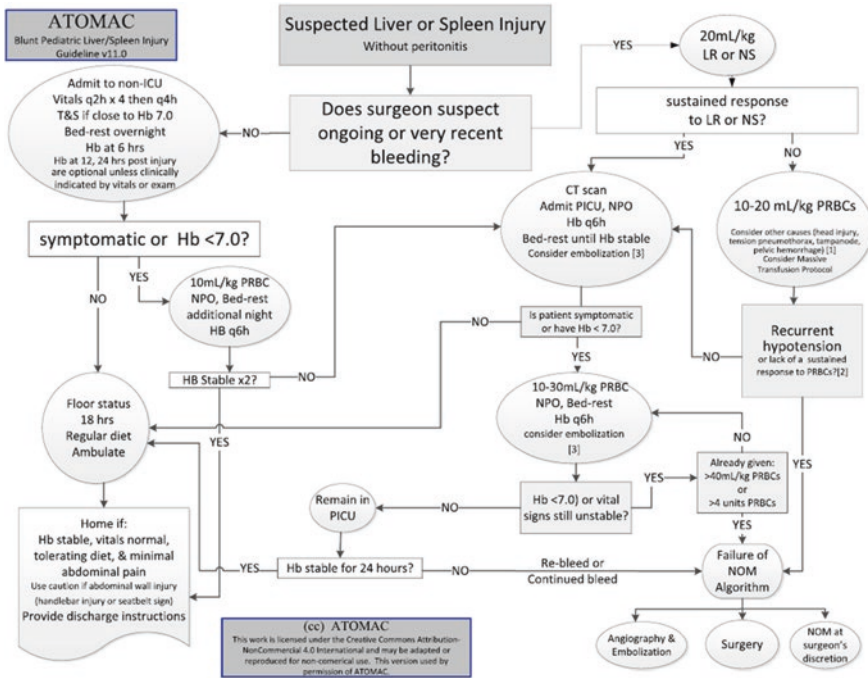 ATOMAC
Blunt Pediatric Liver/Spleen Injury
Guideline v11.0
Suspected Liver or Spleen Injury
Without peritonitis
YES
20mL/kg
LR or NS
Admit to non-ICU
Vitals q2h x 4 then q4h
T&S if close to Hb 7.0
Bed-rest overnight
Hb at 6 hrs
Hb at 12, 24 hrs post injury
are optional unless clinically
indicated by vitals or exam
NO
Does surgeon suspect
ongoing or very recent
bleeding?
sustained response
to LR or NS?
YES
NO
CT scan
Admit PICU, NPO
Hb q6h
Bed-rest until Hb stable
Consider embolization [3]
10-20 mL/kg PRBCs
Consider other causes (head injury,
tension pneumothorax, tampanode,
pelvic hemorrhage) [1]
Consider Massive
Transfusion Protocol
symptomatic or Hb <7.0?
NO
YES
10mL/kg PRBC
NPO, Bed-rest
additional night
HB q6h
NO
Is patient symptomatic
or have Hb < 7.0?
NO
Recurrent
hypotension
or lack of a sustained
response to PRBCs?[2]
HB Stable x2?
NO
YES
YES
Floor status
18 hrs
Regular diet
Ambulate
YES
10-30mL/kg PRBC
NPO, Bed-rest
Hb q6h
consider embolization
[3]
NO
Already given:
>40mL/kg PRBCs
or
>4 units PRBCs
YES
Remain in
PICU
NO
Hb <7.0) or vital
signs still unstable?
YES
Home if:
Hb stable, vitals normal,
tolerating diet, & minimal
abdominal pain
Use caution if abdominal wall injury
(handlebar injury or seatbelt sign)
Provide discharge instructions
YES
Hb stable for 24 hours?
NO
Re-bleed or
Continued bleed
Failure of
NOM
Algorithm
(cc) ATOMAC
This work is licensed under the Creative Commons Attribution-
NonCommercial 4.0 International and may be adapted or
reproduced for non-comerical use. This version used by
permission of ATOMAC.
Angiography &
Embolization
Surgery
NOM at
surgeon's
discretion